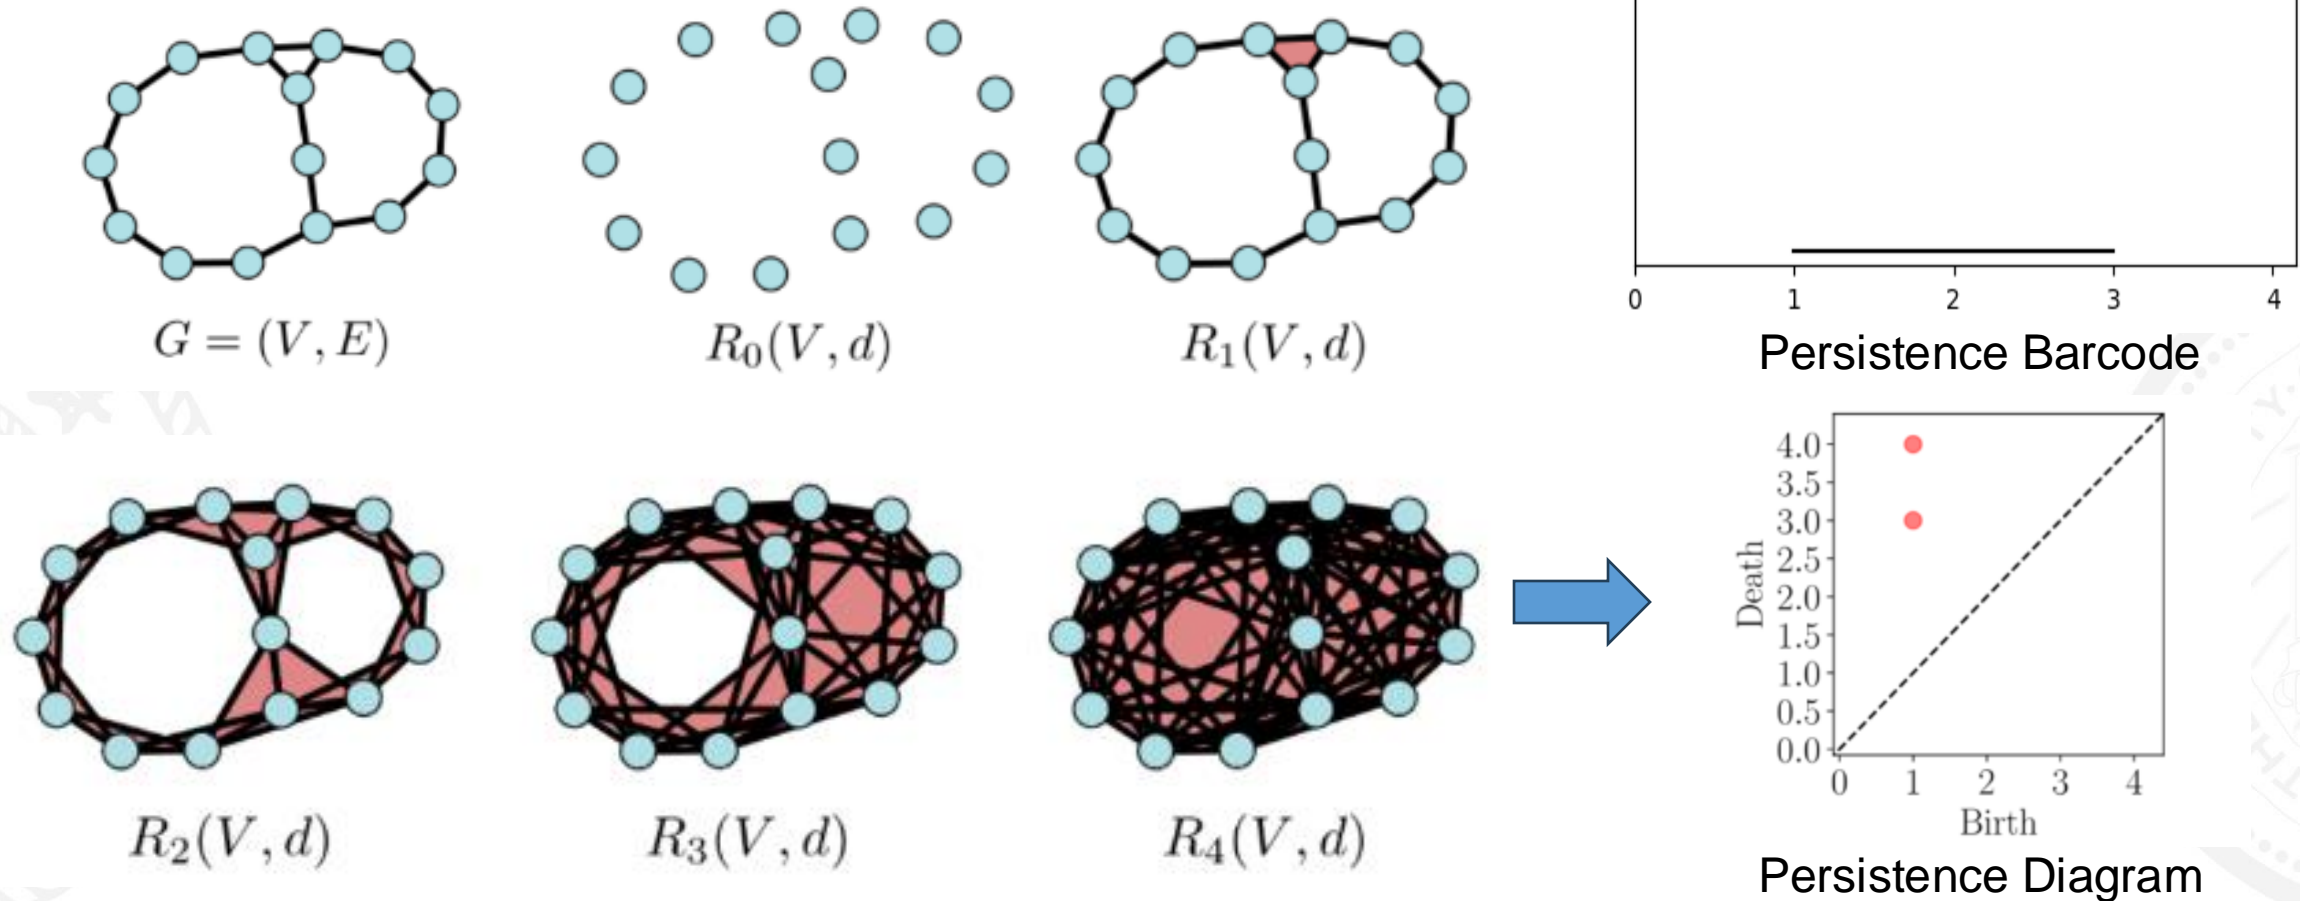 G = (V, E)
R₀(V, d)
R₁(V, d)
0 1 2 3 4
Persistence Barcode
R₂(V, d)
R₃(V, d)
R₄(V, d)
Death
4.0
3.5
3.0
2.5
2.0
1.5
1.0
0.5
0.0
0 1 2 3 4
Birth
Persistence Diagram